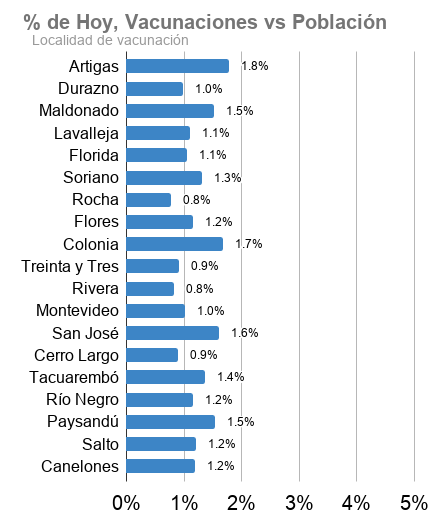 % de Hoy, Vacunaciones vs Población
Localidad de vacunación
Artigas 1.8%
Durazno 1.0%
Maldonado 1.5%
Lavalleja 1.1%
Florida 1.1%
Soriano 1.3%
Rocha 0.8%
Flores 1.2%
Colonia 1.7%
Treinta y Tres 0.9%
Rivera 0.8%
Montevideo 1.0%
San José 1.6%
Cerro Largo 0.9%
Tacuarembó 1.4%
Río Negro 1.2%
Paysandú 1.5%
Salto 1.2%
Canelones 1.2%
0% 1% 2% 3% 4% 5%